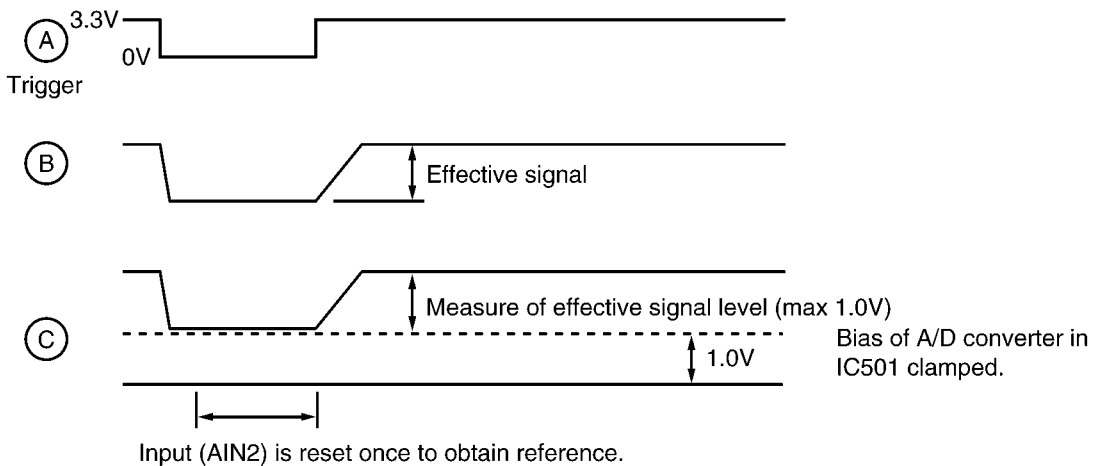 3.3V
A
0V
Trigger
B
Effective signal
Measure of effective signal level (max 1.0V)
C
Bias of A/D converter in
1.0V
IC501 clamped.
Input (AIN2) is reset once to obtain reference.